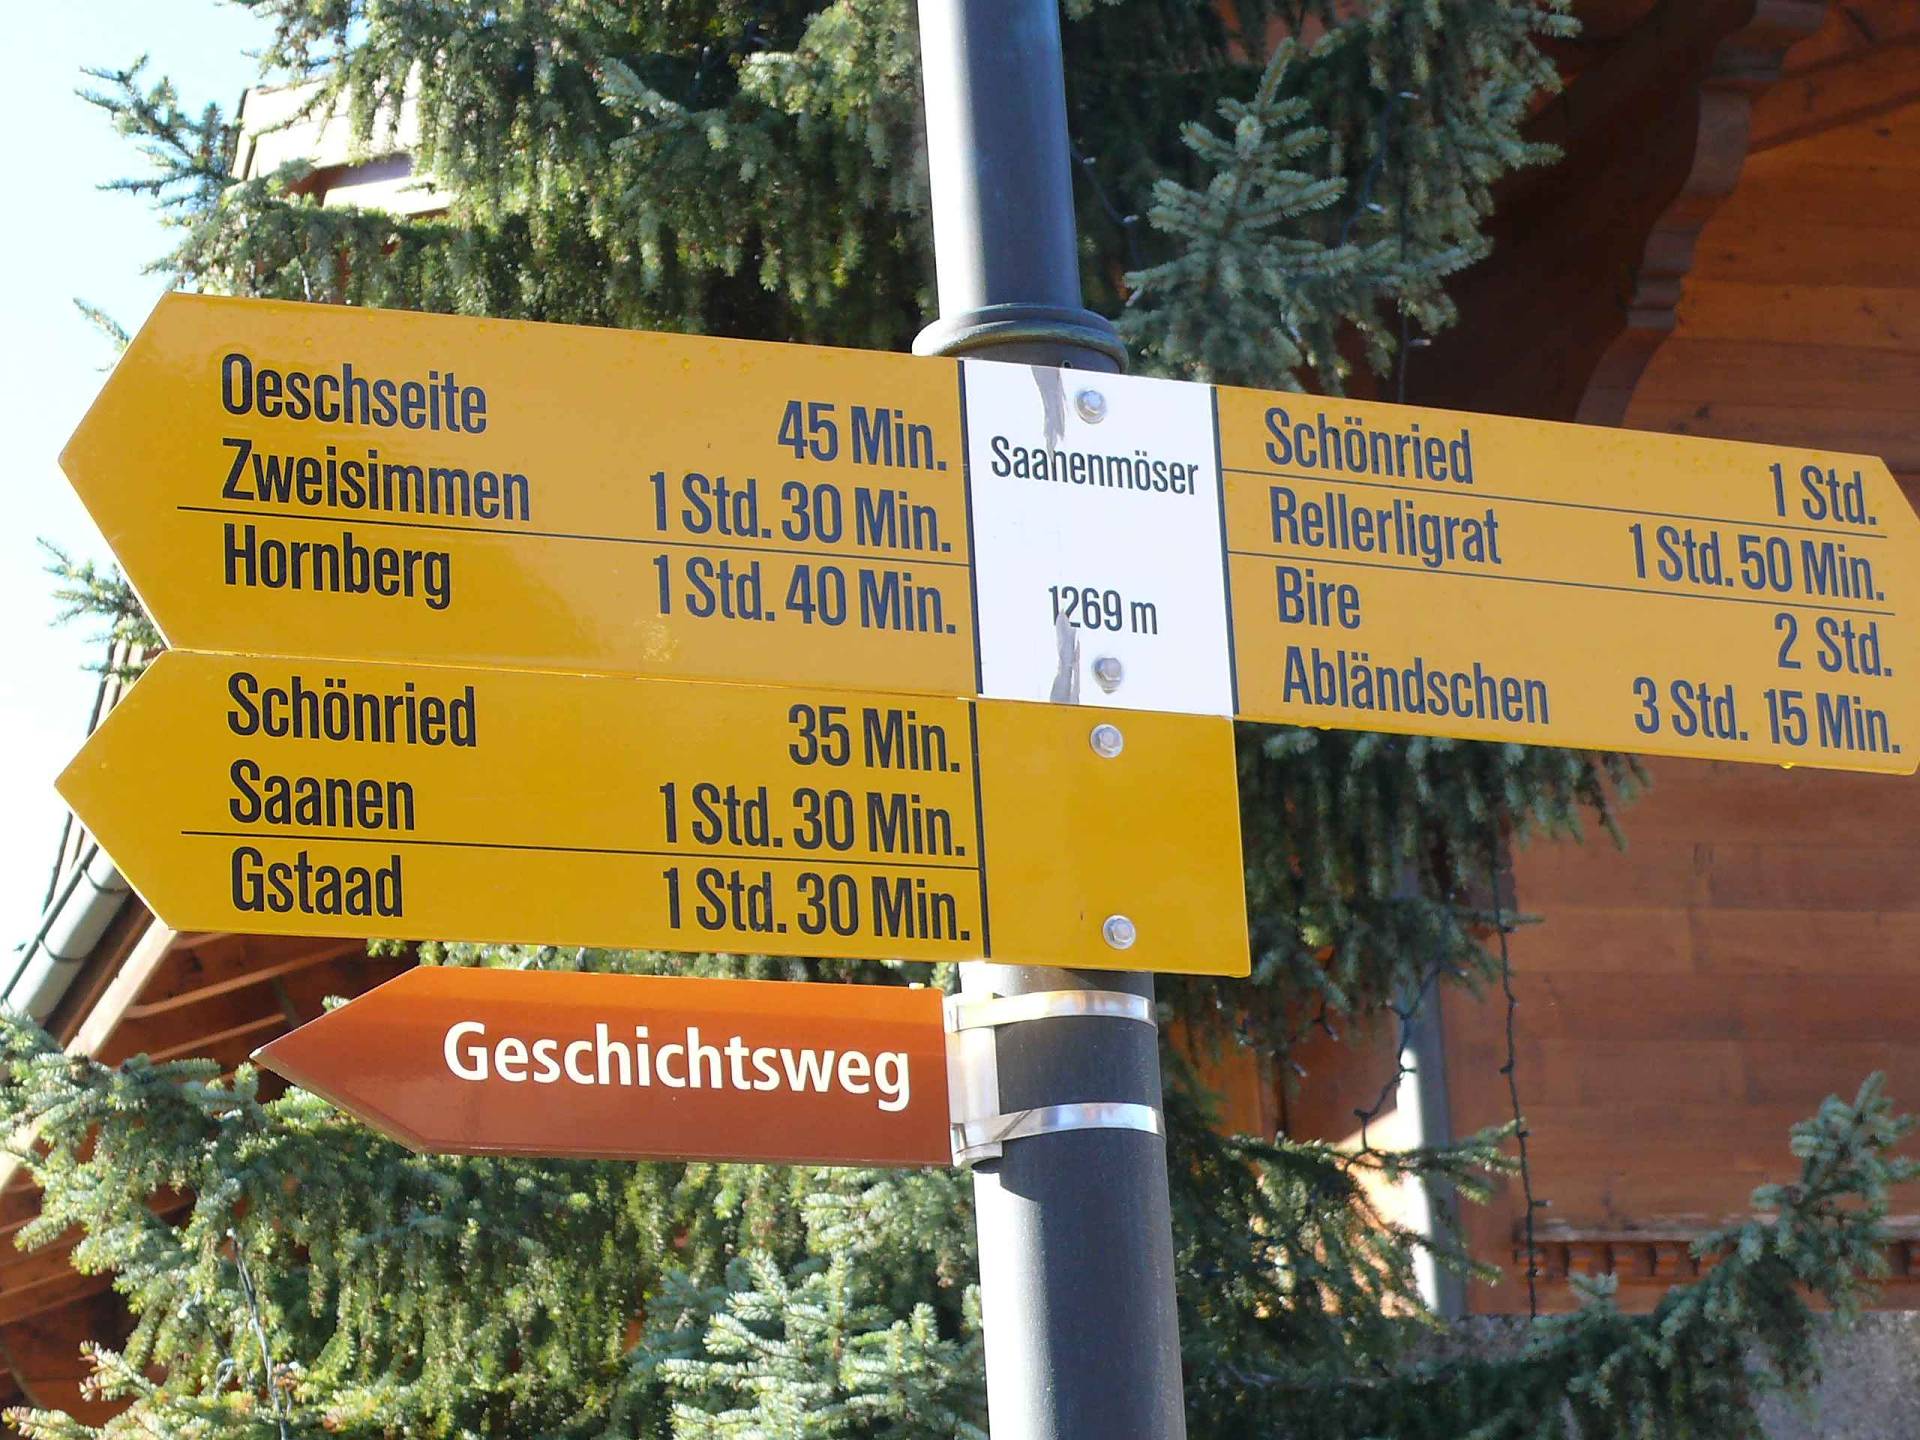 Oeschseite 45 Min.
Zweisimmen 1 Std. 30 Min.
Hornberg 1 Std. 40 Min.
Saanenmöser
1269 m
Schönried 1 Std.
Rellerligrat 1 Std. 50 Min.
Bire 2 Std.
Abländschen 3 Std. 15 Min.
Schönried 35 Min.
Saanen 1 Std. 30 Min.
Gstaad 1 Std. 30 Min.
Geschichtsweg